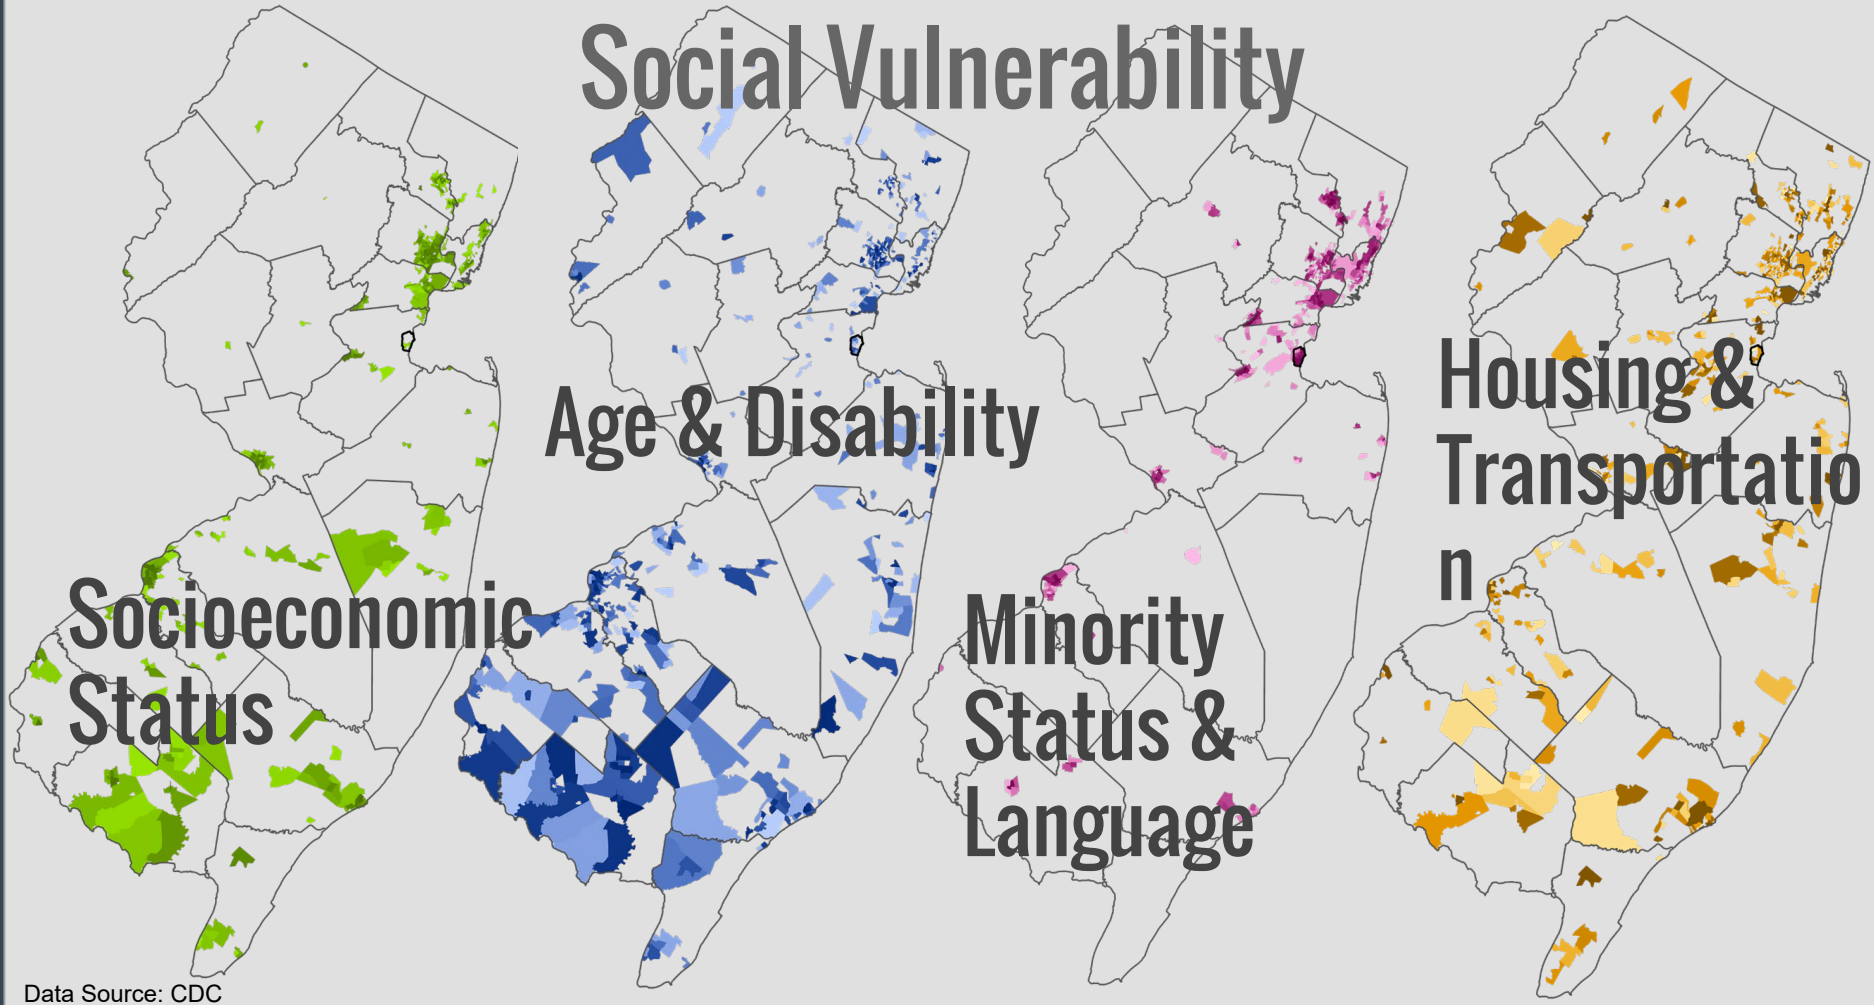 Social Vulnerability
Socioeconomic
Status
Age & Disability
Minority
Status &
Language
Housing &
Transportatio
n
Data Source: CDC